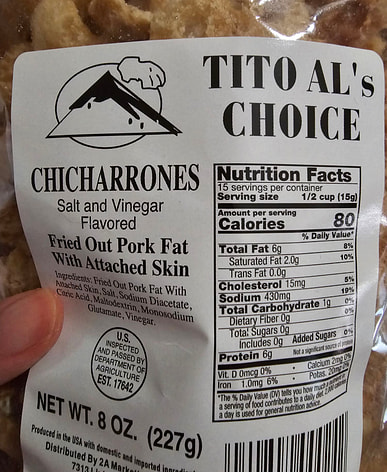 TITO AL's
CHOICE
CHICHARRONES
Salt and Vinegar
Flavored
Fried Out Pork Fat
With Attached Skin
Ingredients: Fried Out Pork Fat With
Attached Skin, Salt, Sodium Diacetate,
Citric Acid, Maltodextrin, Monosodium
Glutamate, Vinegar.
U.S.
INSPECTED
AND PASSED BY
DEPARTMENT OF
AGRICULTURE
EST. 17642
NET WT. 8 OZ. (227g)
Produced in the USA with domestic and imported
Distributed By 2A
7313
Nutrition Facts
15 servings per container
Serving size 1/2 cup (15g)
Amount per serving
Calories 80
% Daily Value*
Total Fat 6g 8%
Saturated Fat 2.0g 10%
Trans Fat 0.0g
Cholesterol 15mg 5%
Sodium 430mg 19%
Total Carbohydrate 1g 0%
Dietary Fiber 0g 0%
Total Sugars 0g
Includes 0g Added Sugars 0%
Protein 6g Not a significant source of
Vit. D 0mcg 0% • Calcium 2mg 0%
Iron 1.0mg 6% • Potas. 20mg 0%
*The % Daily Value (DV) tells you how much a
a serving of food contributes to a daily diet. 2,000
a day is used for general nutrition advice.